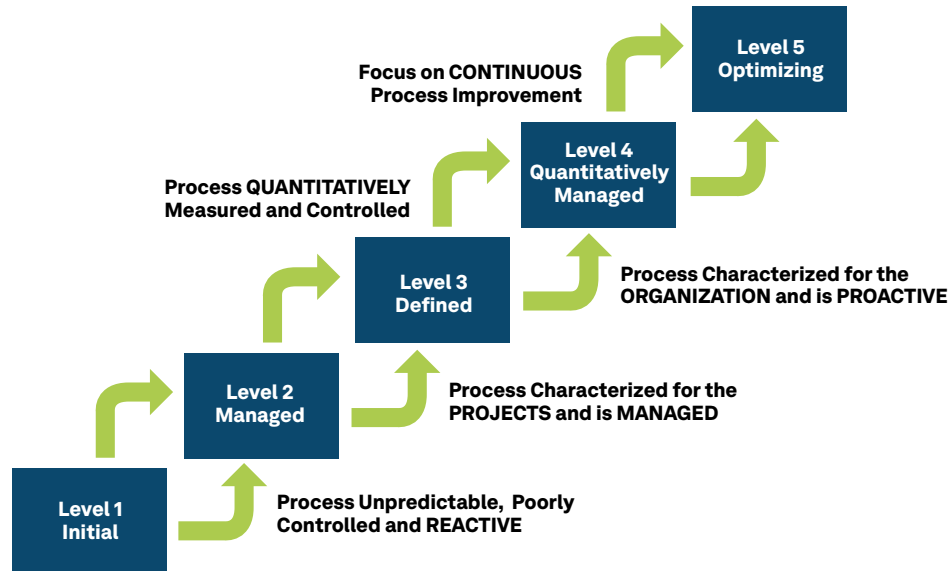 Level 5
Optimizing
Focus on CONTINUOUS
Process Improvement
Level 4
Quantitatively
Managed
Process QUANTITATIVELY
Measured and Controlled
Level 3
Defined
Process Characterized for the
ORGANIZATION and is PROACTIVE
Level 2
Managed
Process Characterized for the
PROJECTS and is MANAGED
Level 1
Initial
Process Unpredictable, Poorly
Controlled and REACTIVE